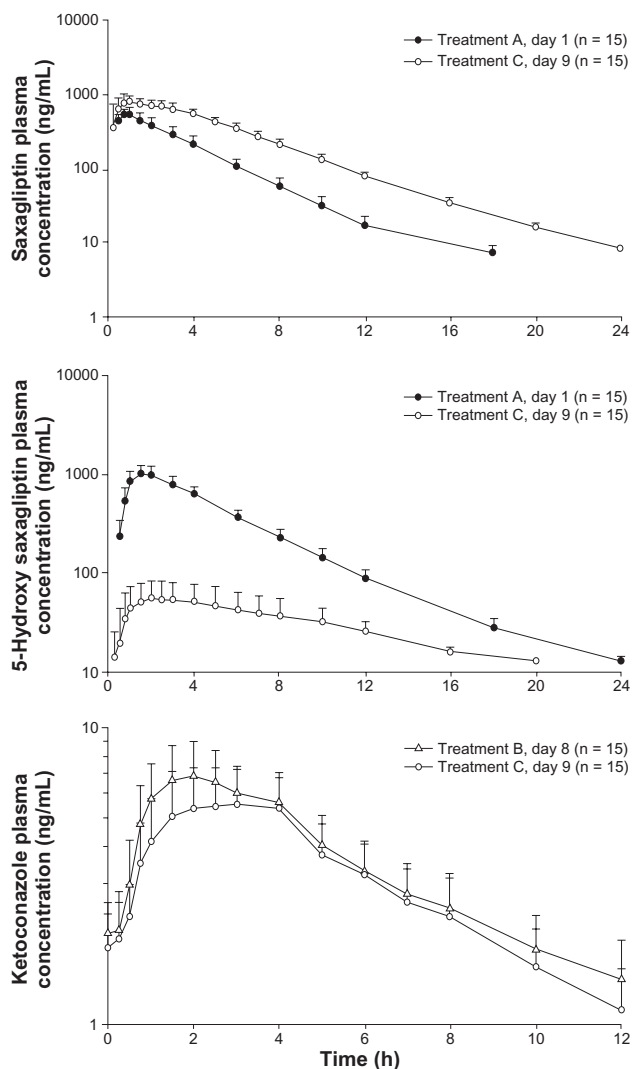 Saxagliptin plasma
concentration (ng/mL)
10000
1000
100
10
1
Treatment A, day 1 (n = 15)
Treatment C, day 9 (n = 15)
0 4 6 8 12 16 20 24
5-Hydroxy saxagliptin plasma
concentration (ng/mL)
10000
1000
100
10
Treatment A, day 1 (n = 15)
Treatment C, day 9 (n = 15)
0 4 6 8 12 16 20 24
Ketoconazole plasma
concentration (ng/mL)
10
1
Treatment B, day 8 (n = 15)
Treatment C, day 9 (n = 15)
0 2 4 6 8 10 12
Time (h)